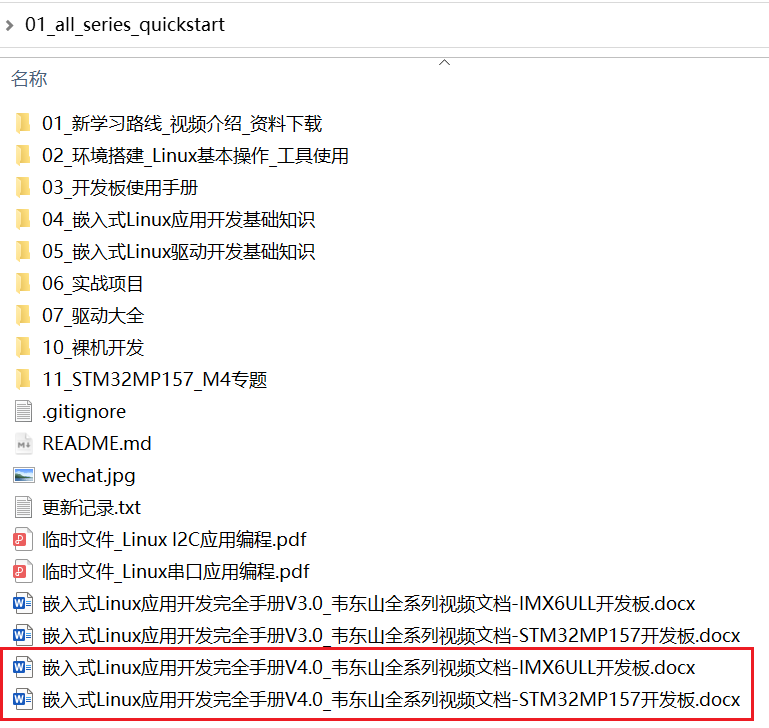 01_all_series_quickstart
名称
01_新学习路线_视频介绍_资料下载
02_环境搭建_Linux基本操作_工具使用
03_开发板使用手册
04_嵌入式Linux应用开发基础知识
05_嵌入式Linux驱动开发基础知识
06_实战项目
07_驱动大全
10_裸机开发
11_STM32MP157_M4专题
.gitignore
README.md
wechat.jpg
更新记录.txt
临时文件_Linux I2C应用编程.pdf
临时文件_Linux串口应用编程.pdf
嵌入式Linux应用开发完全手册V3.0_韦东山全系列视频文档-IMX6ULL开发板.docx
嵌入式Linux应用开发完全手册V3.0_韦东山全系列视频文档-STM32MP157开发板.docx
嵌入式Linux应用开发完全手册V4.0_韦东山全系列视频文档-IMX6ULL开发板.docx
嵌入式Linux应用开发完全手册V4.0_韦东山全系列视频文档-STM32MP157开发板.docx